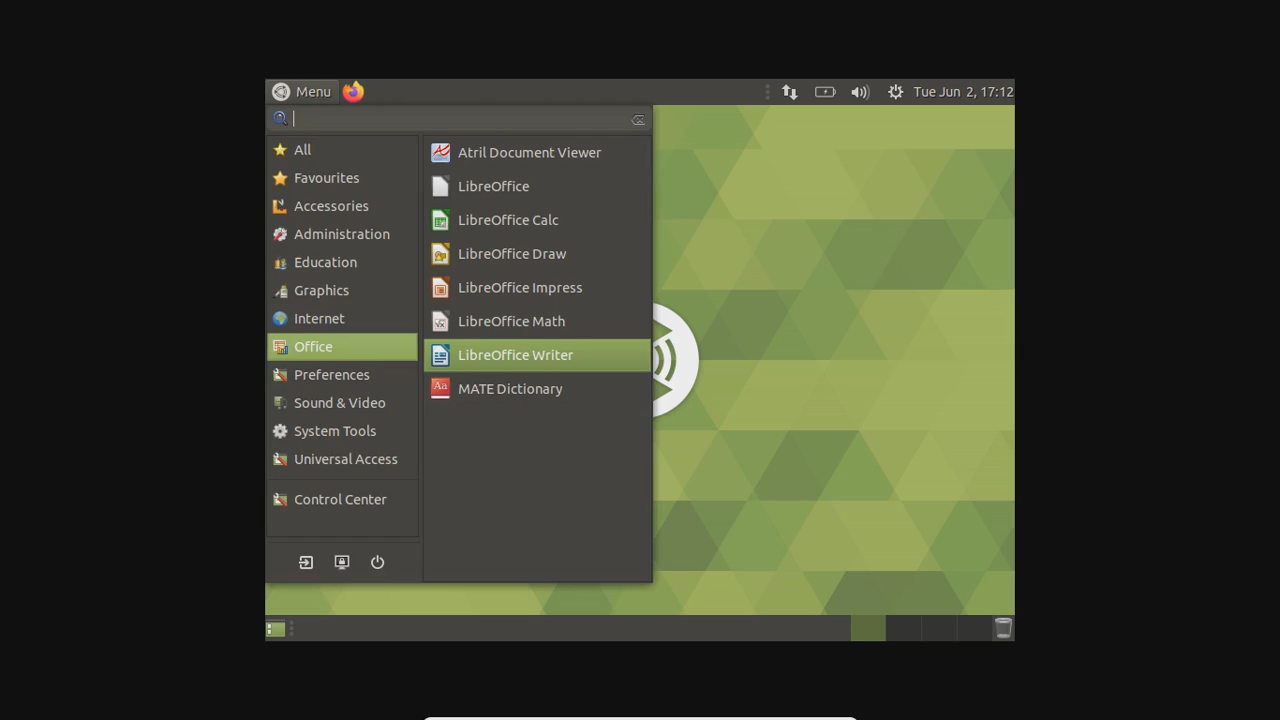 Menu
Tue Jun 2, 17:12
All
Favourites
Accessories
Administration
Education
Graphics
Internet
Office
Preferences
Sound & Video
System Tools
Universal Access
Control Center
Atril Document Viewer
LibreOffice
LibreOffice Calc
LibreOffice Draw
LibreOffice Impress
LibreOffice Math
LibreOffice Writer
Aa
MATE Dictionary